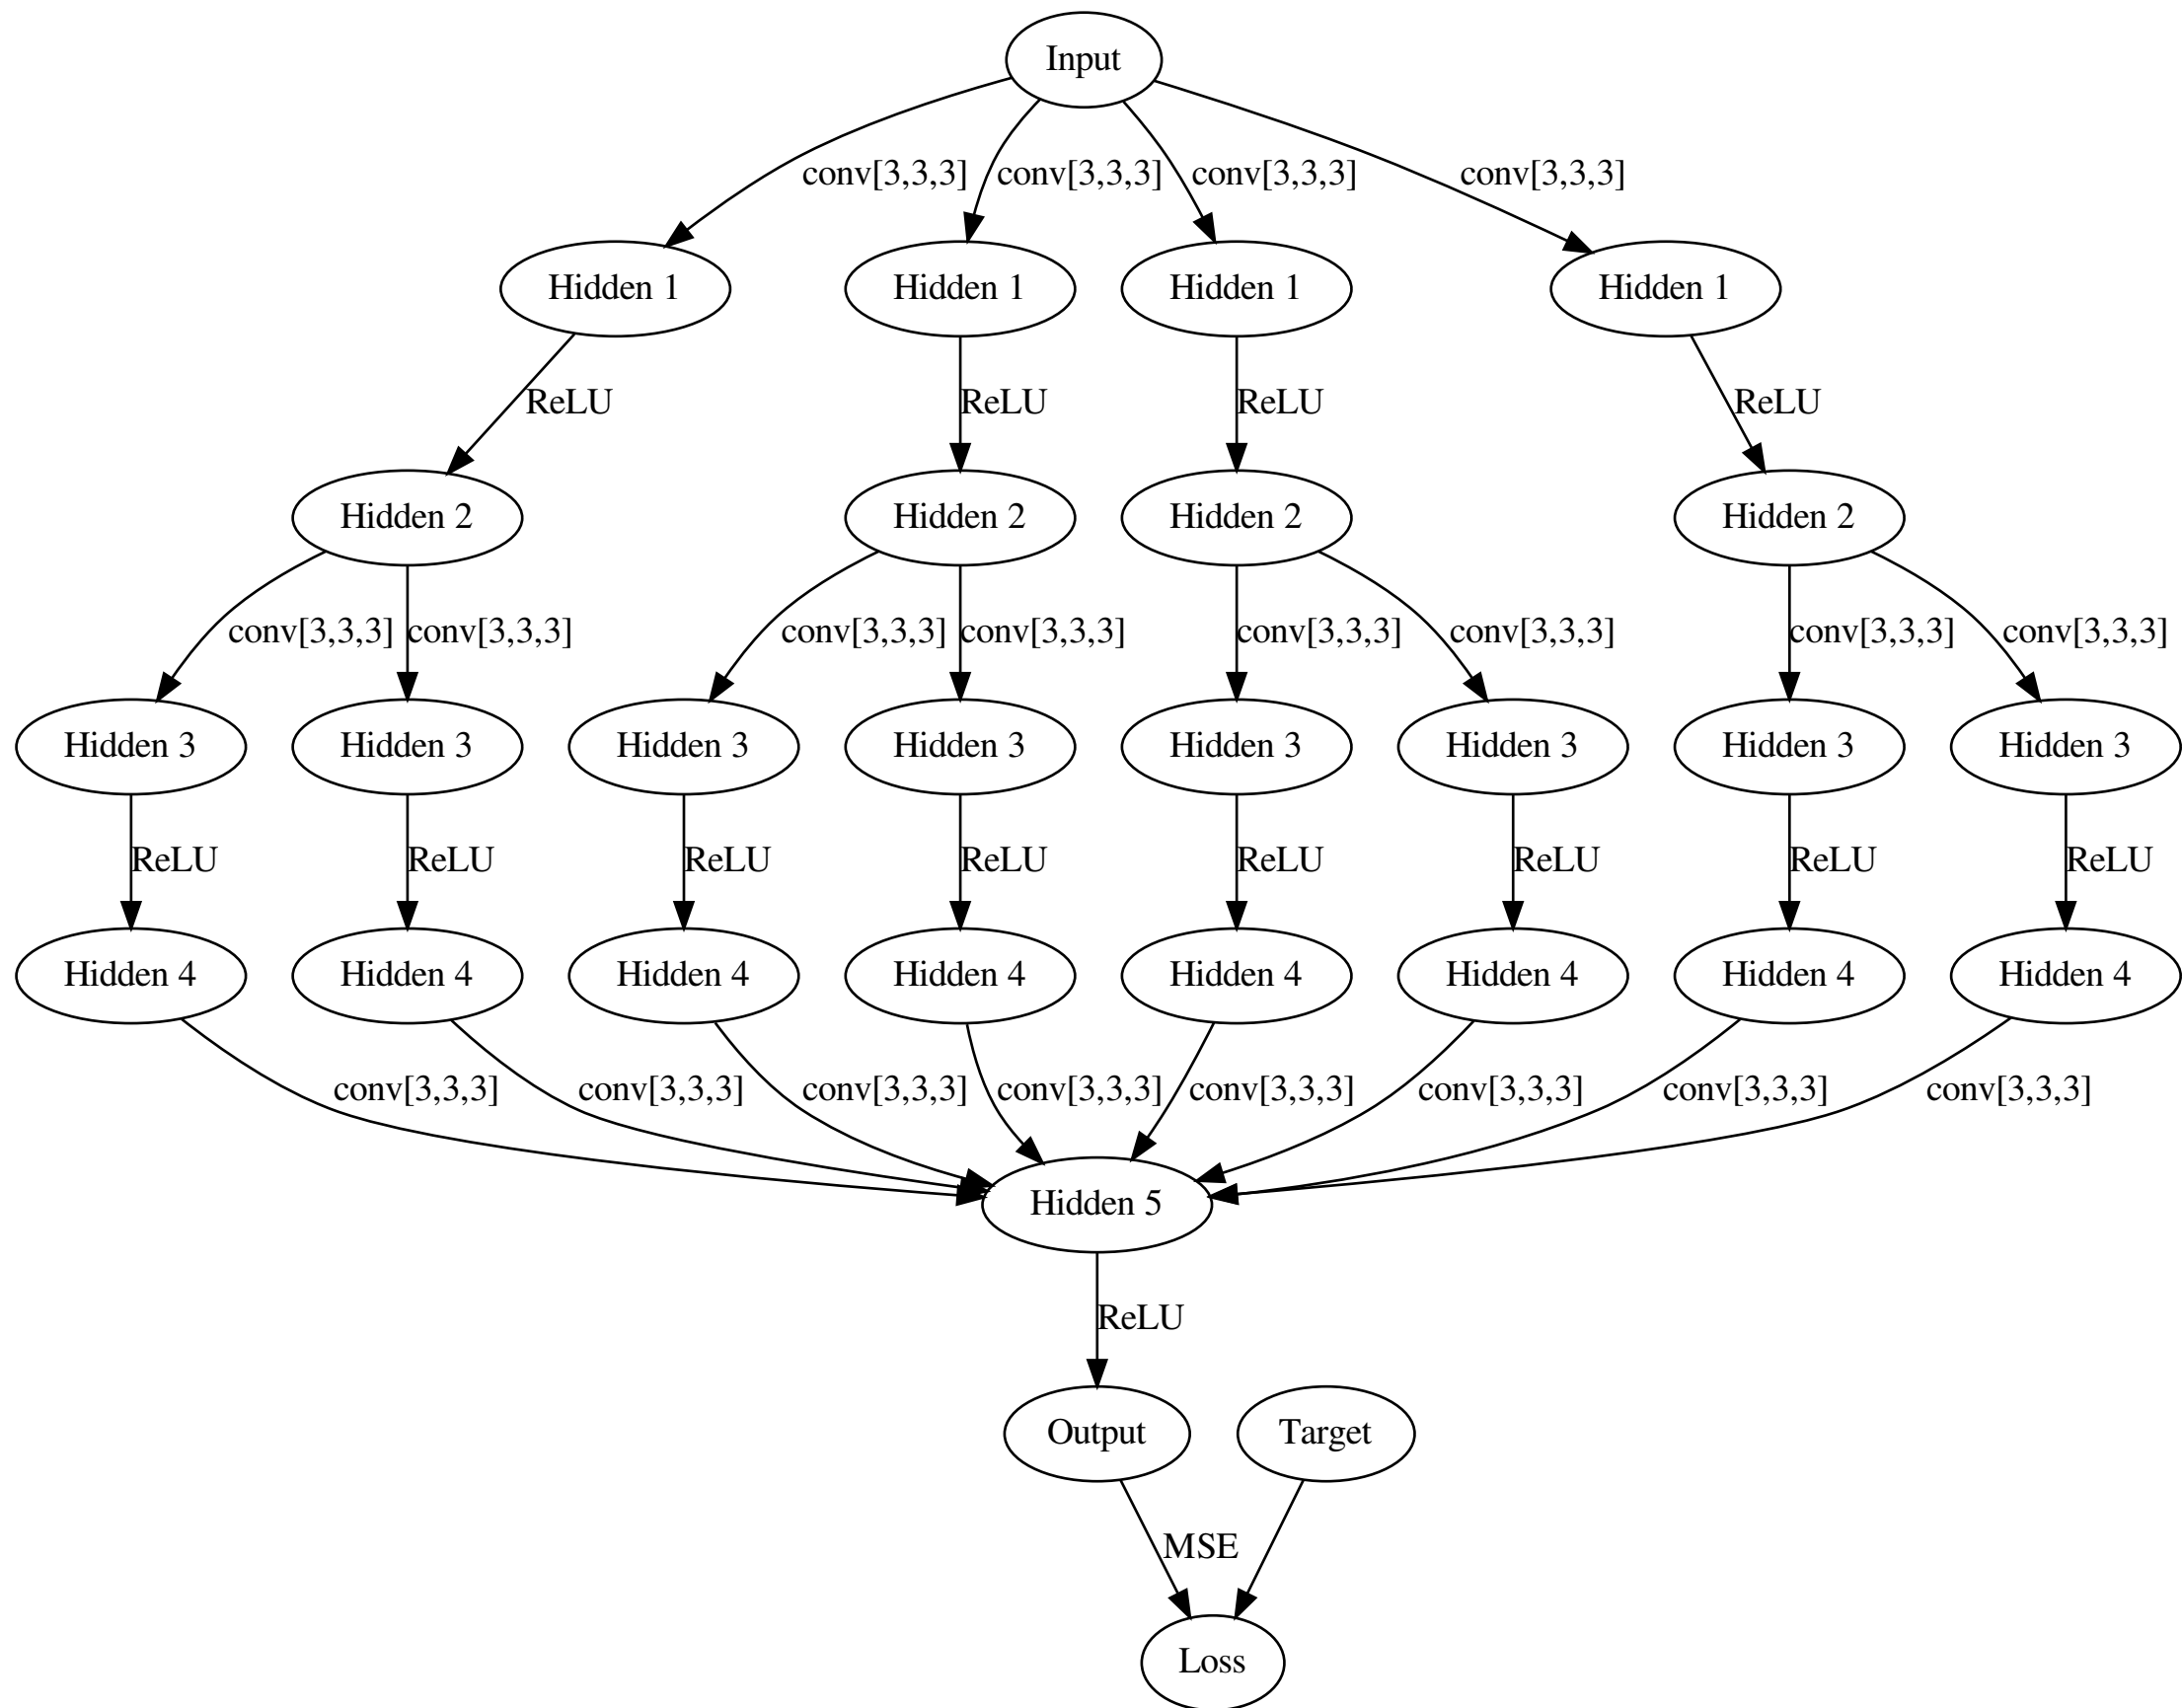 Input
conv[3,3,3] conv[3,3,3] conv[3,3,3] conv[3,3,3]
Hidden 1 Hidden 1 Hidden 1 Hidden 1
ReLU ReLU ReLU ReLU
Hidden 2 Hidden 2 Hidden 2 Hidden 2
conv[3,3,3] conv[3,3,3] conv[3,3,3] conv[3,3,3] conv[3,3,3] conv[3,3,3] conv[3,3,3] conv[3,3,3]
Hidden 3 Hidden 3 Hidden 3 Hidden 3 Hidden 3 Hidden 3 Hidden 3 Hidden 3
ReLU ReLU ReLU ReLU ReLU ReLU ReLU ReLU
Hidden 4 Hidden 4 Hidden 4 Hidden 4 Hidden 4 Hidden 4 Hidden 4 Hidden 4
conv[3,3,3] conv[3,3,3] conv[3,3,3] conv[3,3,3] conv[3,3,3] conv[3,3,3] conv[3,3,3] conv[3,3,3]
Hidden 5
ReLU
Output Target
MSE
Loss